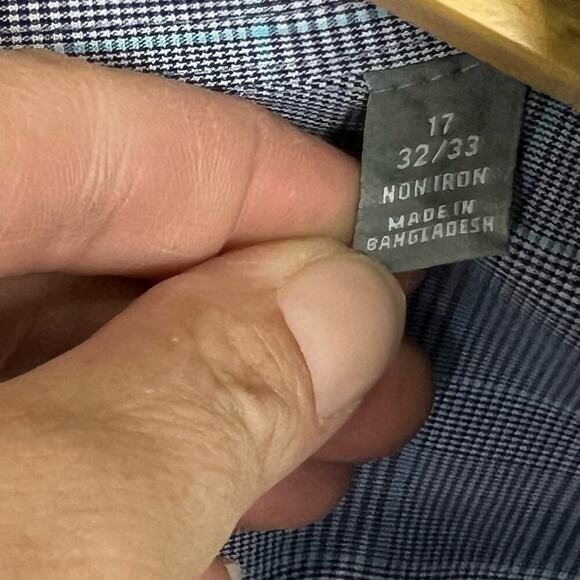 17
32/33
NON IRON
MADE IN
BANGLADESH